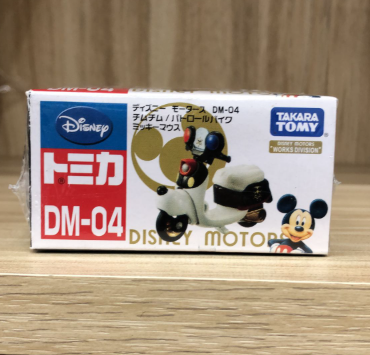 DM-04
ディズニー モータース DM-04
チムチム/パトロールバイク
ミッキーマウス
Disney
トミカ
DM-04
TAKARA
TOMY
DISNEY MOTORS
"WORKS DIVISION"
DISNEY MOTORS